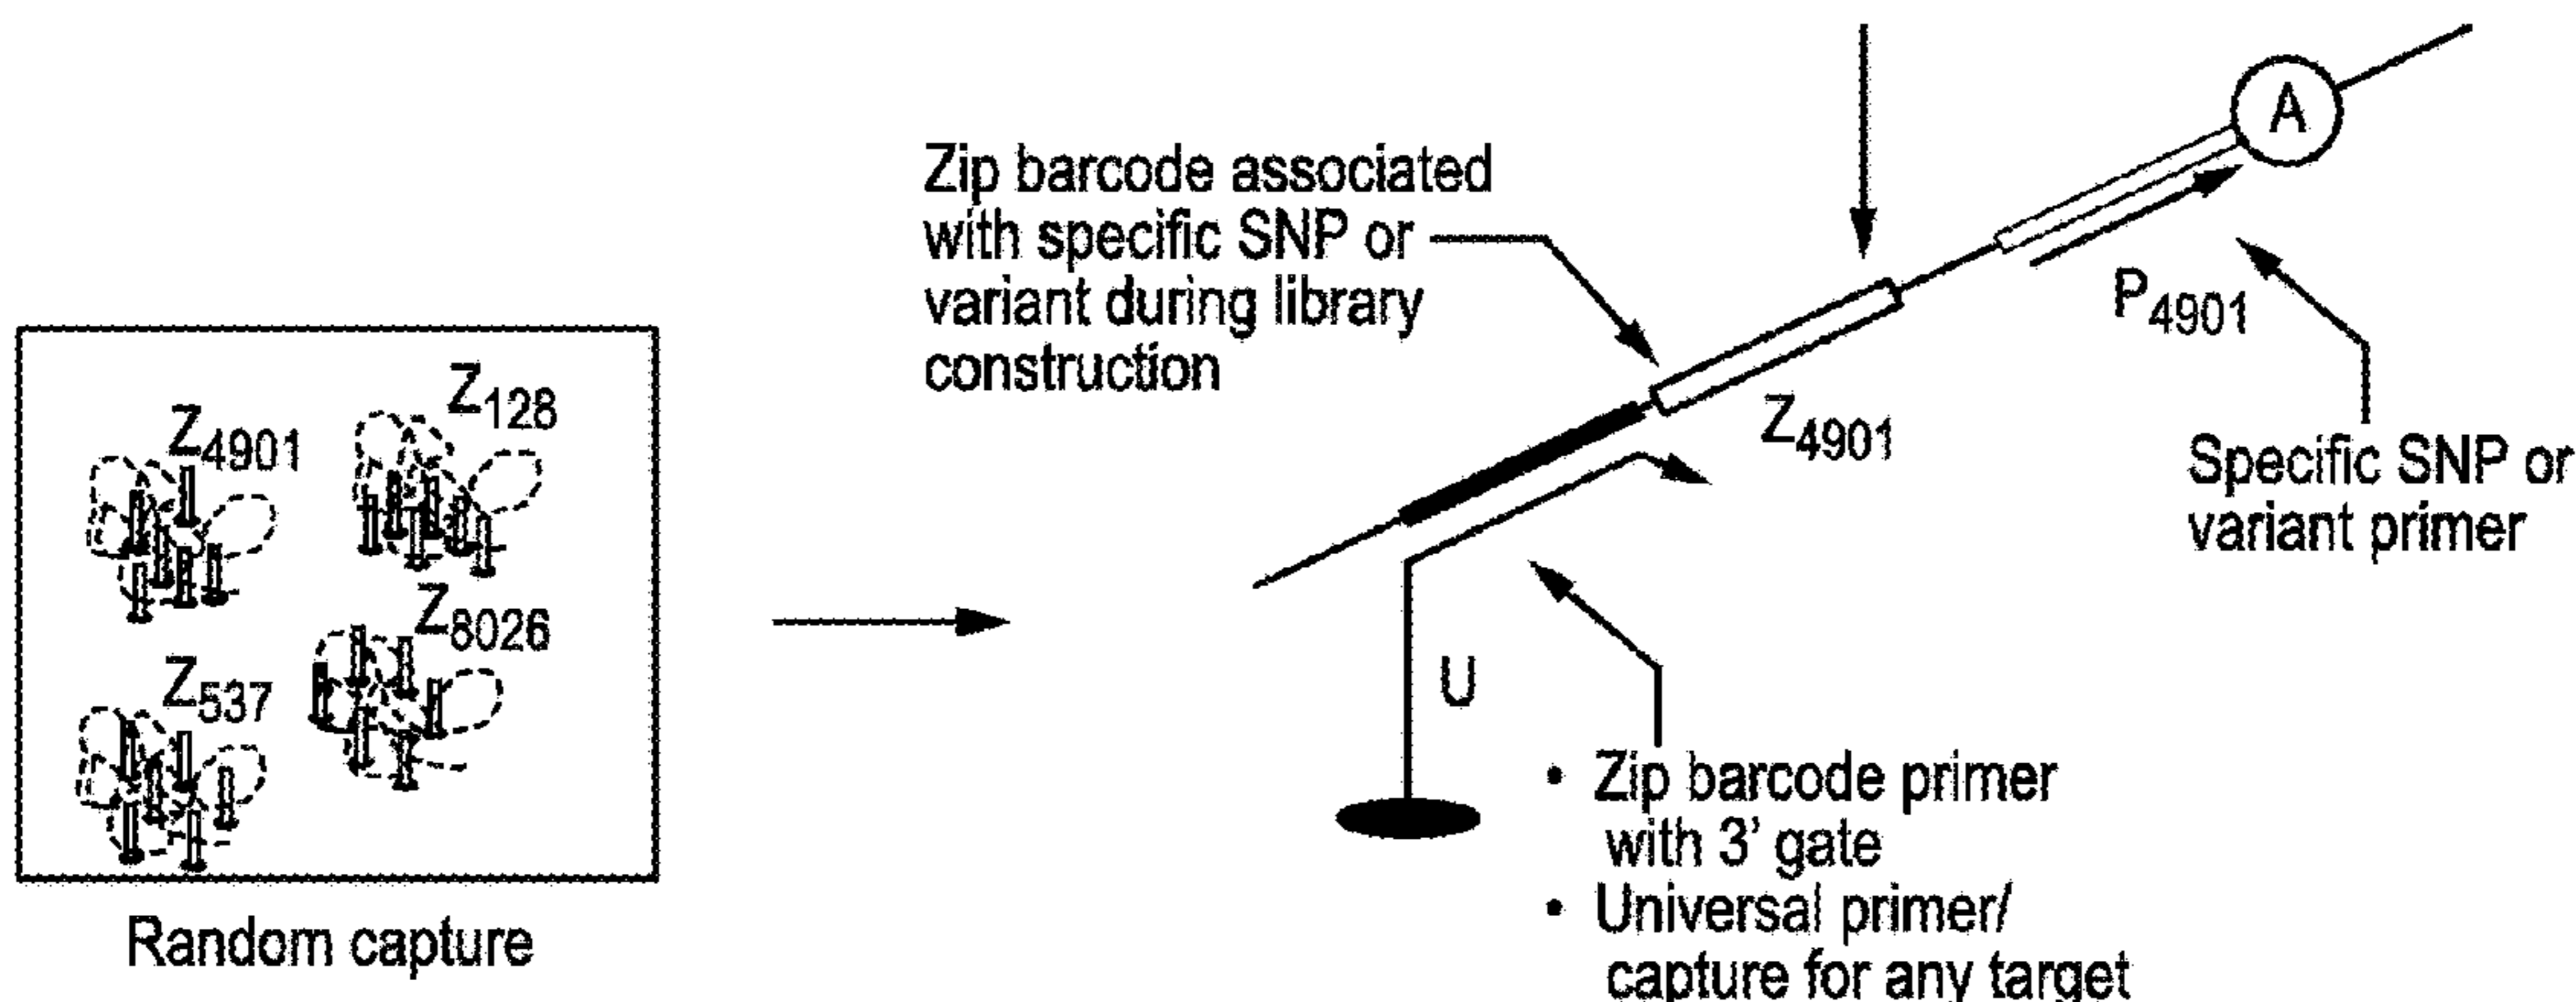 A
Zip barcode associated
with specific SNP or
variant during library
construction
P4901
Z4901
Specific SNP or
variant primer
Z4901
Z128
Z8026
Z537
U
• Zip barcode primer
with 3' gate
• Universal primer/
capture for any target
Random capture